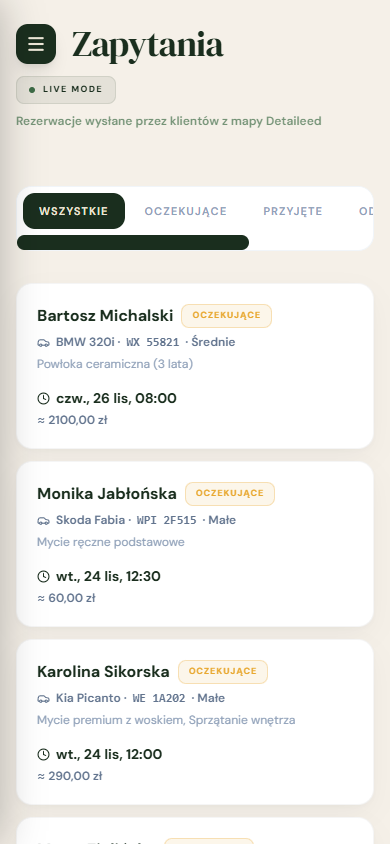 Zapytania
LIVE MODE
Rezerwacje wysłane przez klientów z mapy Detaileed
WSZYSTKIE OCZEKUJĄCE PRZYJĘTE
Bartosz Michalski OCZEKUJĄCE
BMW 320i · WX 55821 · Średnie
Powłoka ceramiczna (3 lata)
czw., 26 lis, 08:00
≈ 2100,00 zł
Monika Jabłońska OCZEKUJĄCE
Skoda Fabia · WPI 2F515 · Małe
Mycie ręczne podstawowe
wt., 24 lis, 12:30
≈ 60,00 zł
Karolina Sikorska OCZEKUJĄCE
Kia Picanto · WE 1A202 · Małe
Mycie premium z woskiem, Sprzątanie wnętrza
wt., 24 lis, 12:00
≈ 290,00 zł